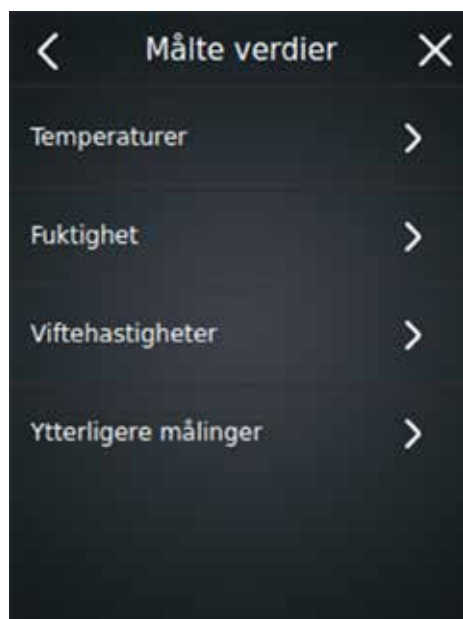 Målte verdier
Temperaturer
Fuktighet
Viftehastigheter
Ytterligere målinger